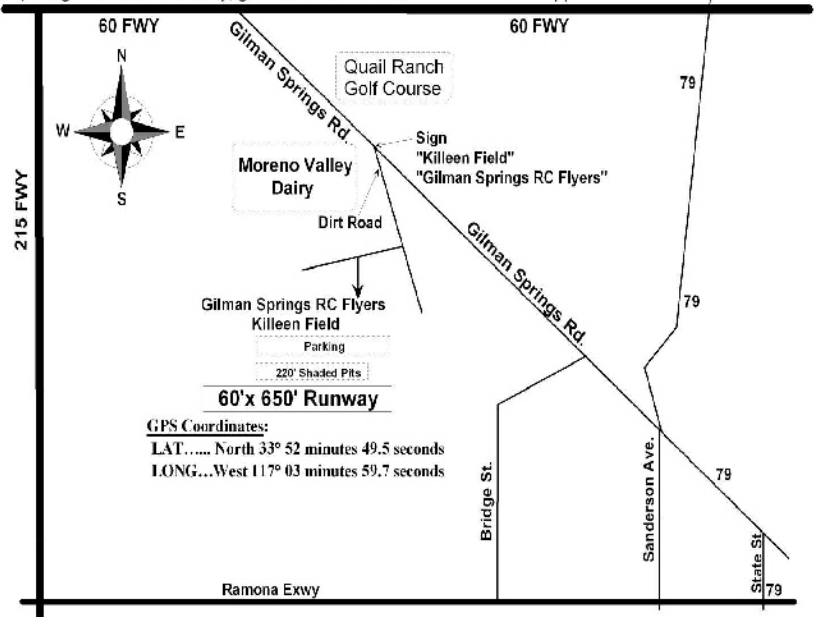 60 FWY
60 FWY
Gilman Springs Rd.
Quail Ranch
Golf Course
79
N
W
E
S
Sign
"Killeen Field"
"Gilman Springs RC Flyers"
Moreno Valley
Dairy
215 FWY
Dirt Road
Gilman Springs Rd.
79
Gilman Springs RC Flyers
Killeen Field
Parking
220' Shaded Pits
60'x 650' Runway
GPS Coordinates:
LAT...... North 33° 52 minutes 49.5 seconds
LONG...West 117° 03 minutes 59.7 seconds
Bridge St.
Sanderson Ave.
79
State St
79
Ramona Exwy